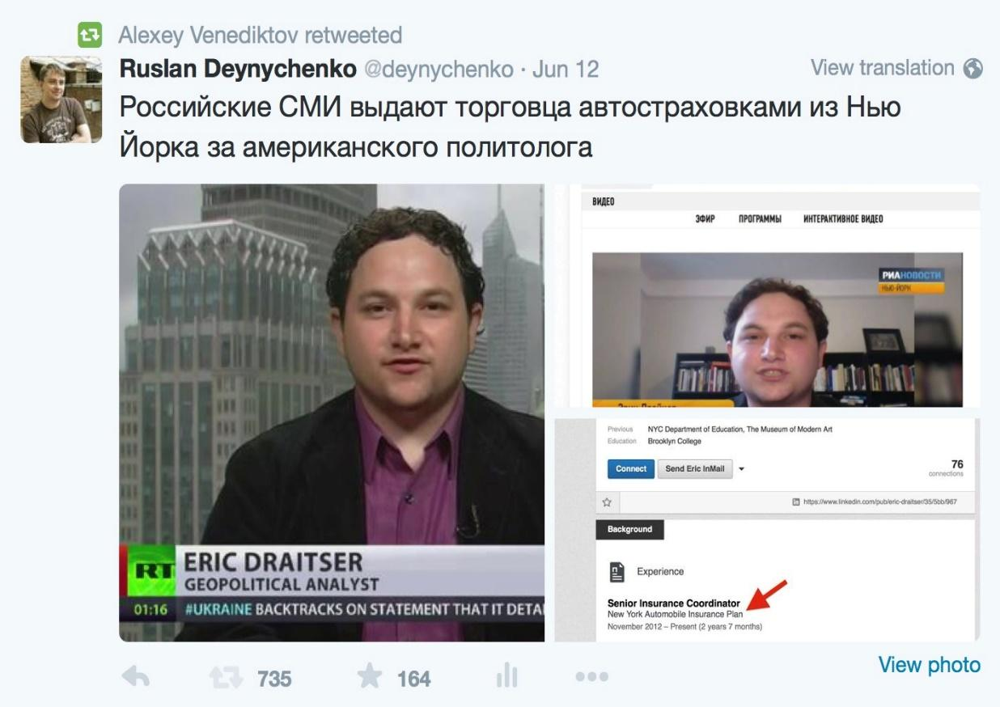 Alexey Venediktov retweeted
Ruslan Deynychenko @deynychenko · Jun 12
View translation
Российские СМИ выдают торговца автостраховками из Нью
Йорка за американского политолога
RT
ERIC DRAITSER
GEOPOLITICAL ANALYST
01:16 #UKRAINE BACKTRACKS ON STATEMENT THAT IT DETAI
ВИДЕО
ЭФИР ПРОГРАММЫ ИНТЕРАКТИВНОЕ ВИДЕО
РИАНОВОСТИ
НЬЮ-ЙОРК
Previous NYC Department of Education, The Museum of Modern Art
Education Brooklyn College
Connect Send Eric InMail
76
connections
https://www.linkedin.com/pub/eric-draitser/35/5bb/967
Background
Experience
Senior Insurance Coordinator
New York Automobile Insurance Plan
November 2012 – Present (2 years 7 months)
735 164
View photo